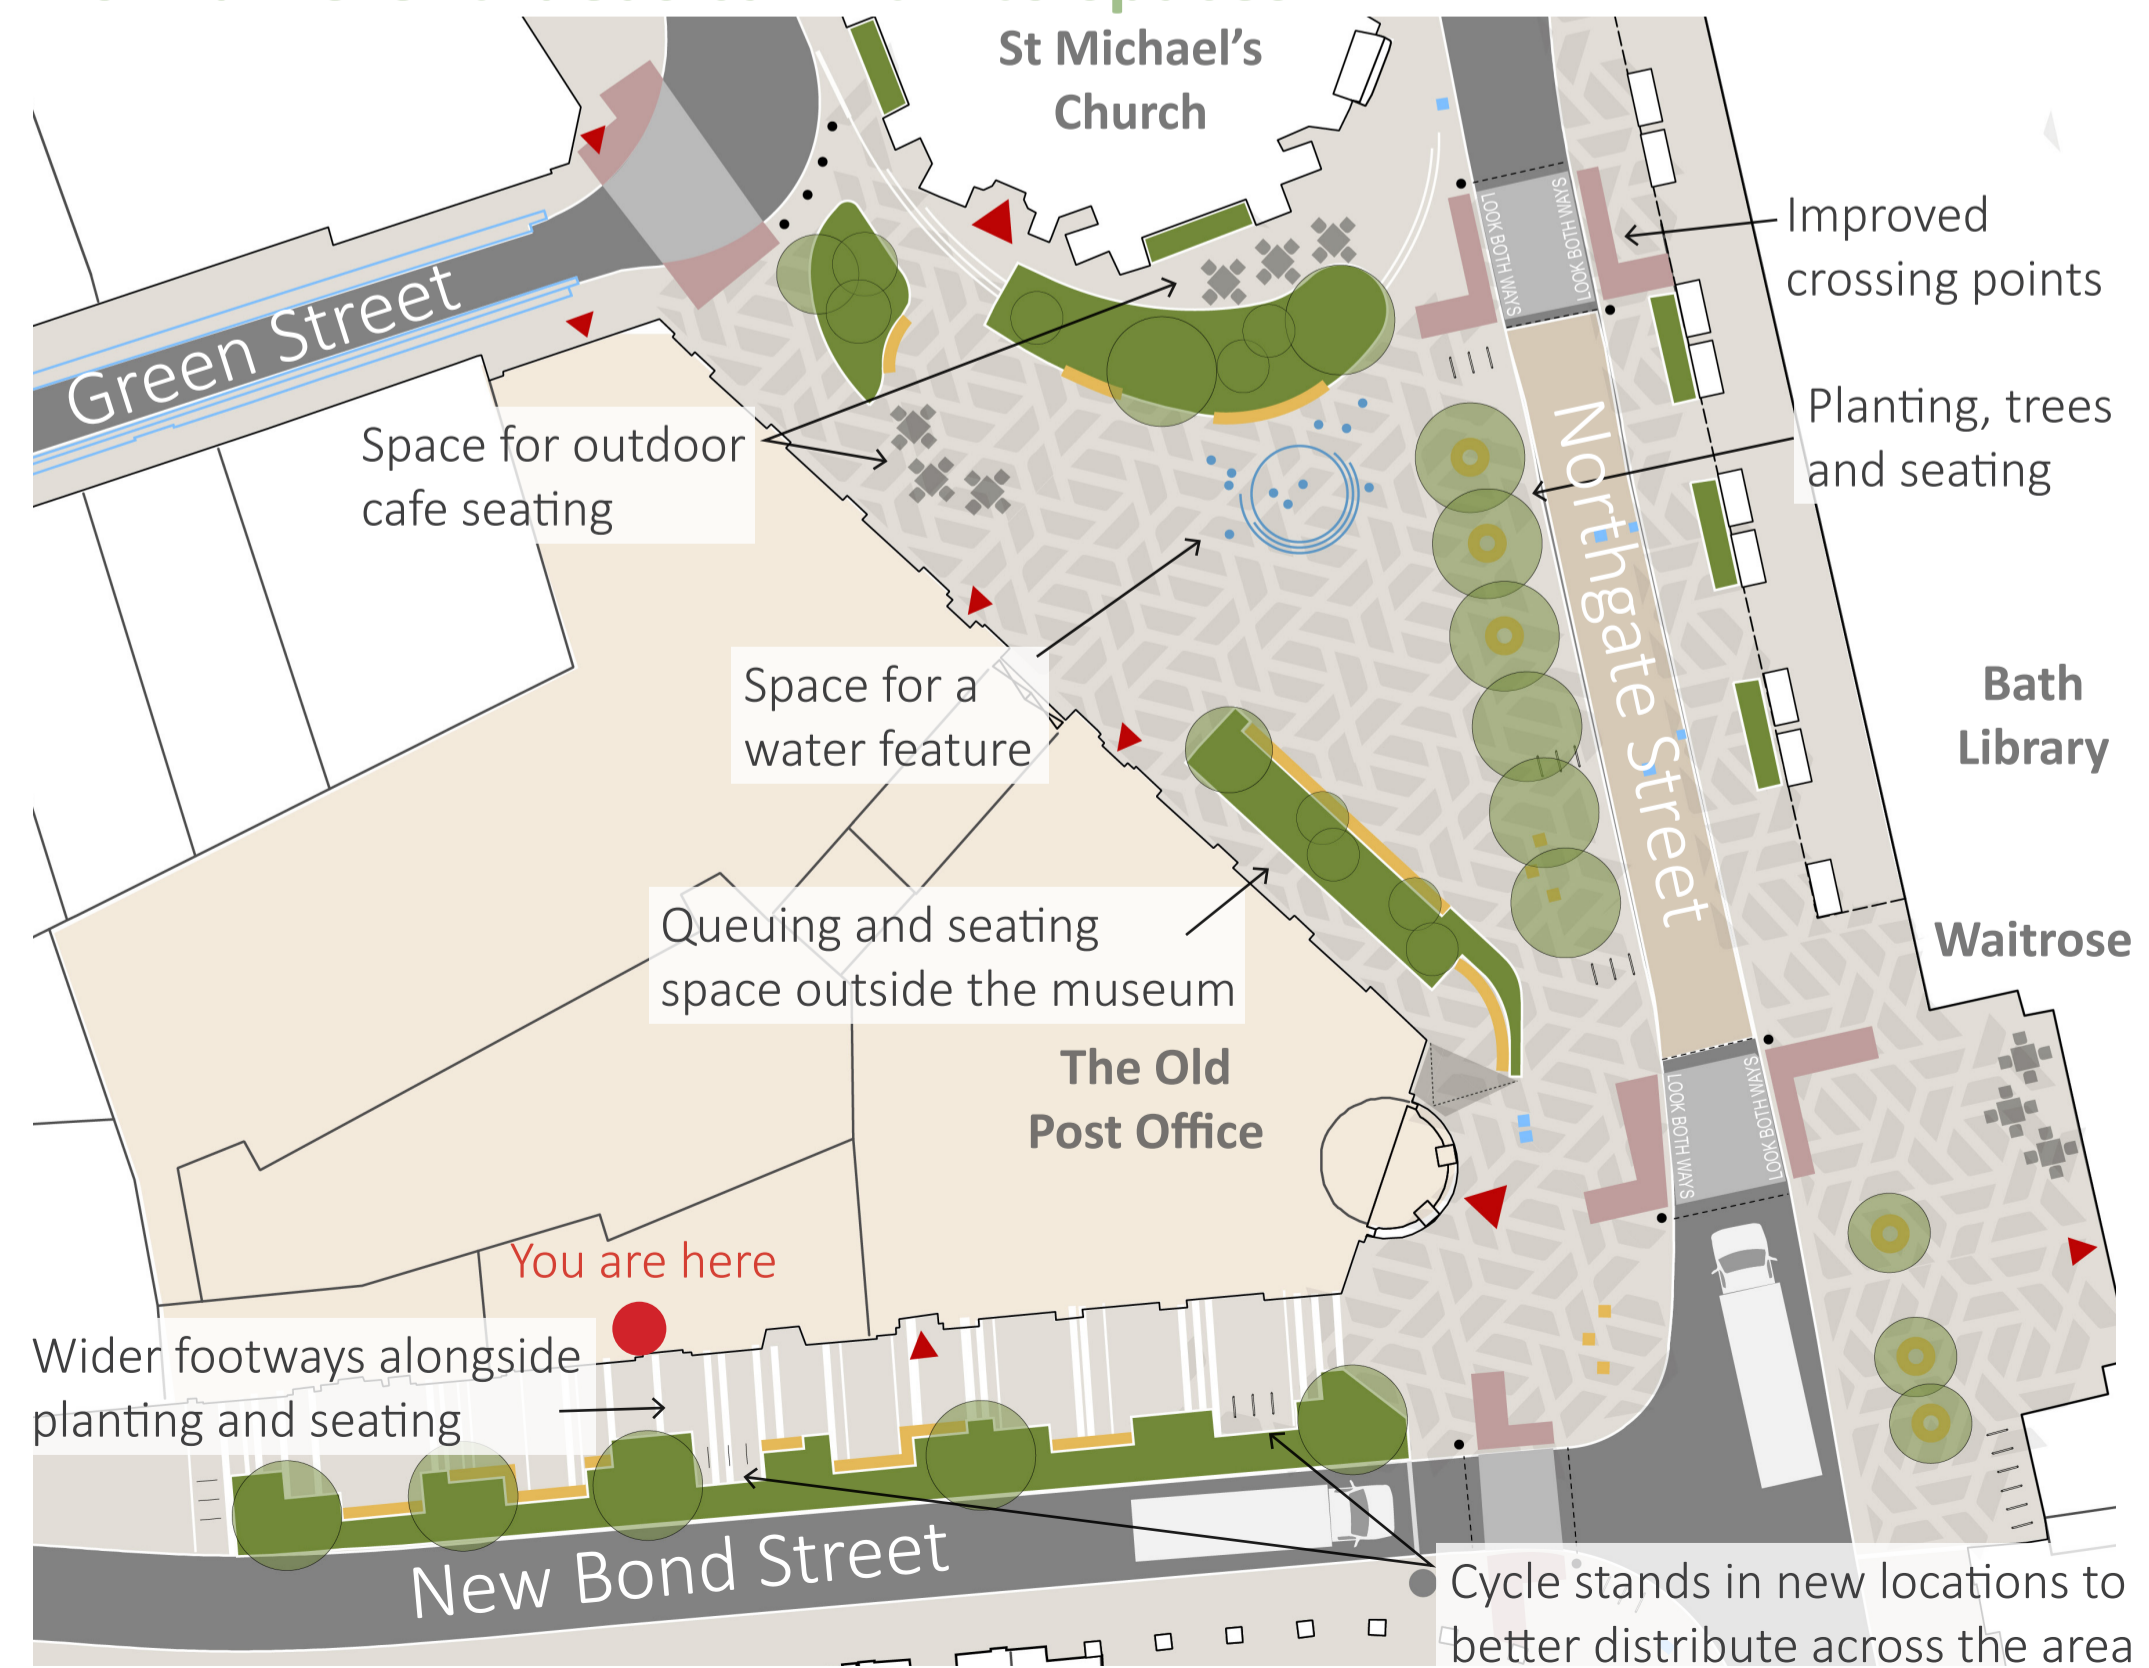 St Michael's
Church
Improved
crossing points
LOOK BOTH WAYS
LOOK BOTH WAYS
Green Street
Planting, trees
and seating
Space for outdoor
cafe seating
Northgate Street
Space for a
water feature
Bath
Library
Queuing and seating
space outside the museum
Waitrose
The Old
Post Office
LOOK BOTH WAYS
LOOK BOTH WAYS
You are here
Wider footways alongside
planting and seating
New Bond Street
Cycle stands in new locations to
better distribute across the area